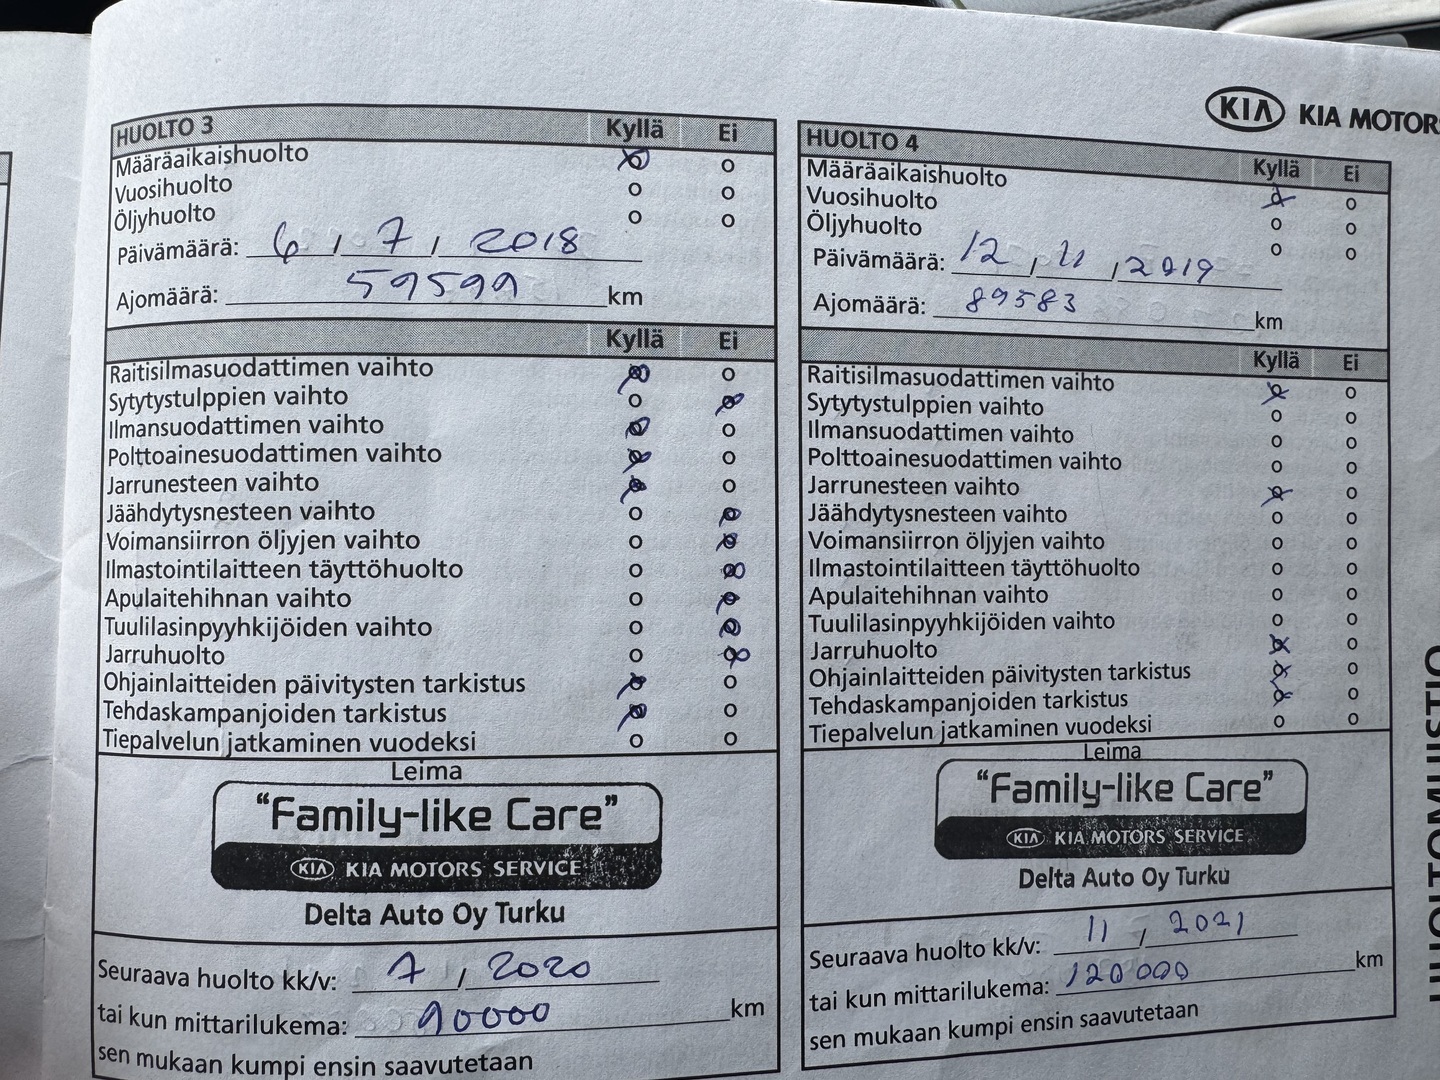 KIA KIA MOTORS
HUOLTO 3 Kyllä Ei
Määräaikaishuolto
Vuosihuolto
Öljyhuolto
Päivämäärä: 6 / 7 / 2018
Ajomäärä: 59599 km
Kyllä Ei
Raitisilmasuodattimen vaihto
Sytytystulppien vaihto
Ilmansuodattimen vaihto
Polttoainesuodattimen vaihto
Jarrunesteen vaihto
Jäähdytysnesteen vaihto
Voimansiirron öljyjen vaihto
Ilmastointilaitteen täyttöhuolto
Apulaitehihnan vaihto
Tuulilasinpyyhkijöiden vaihto
Jarruhuolto
Ohjainlaitteiden päivitysten tarkistus
Tehdaskampanjoiden tarkistus
Tiepalvelun jatkaminen vuodeksi
Leima
"Family-like Care"
KIA KIA MOTORS SERVICE
Delta Auto Oy Turku
Seuraava huolto kk/v: 7 / 2020
tai kun mittarilukema: 90000 km
sen mukaan kumpi ensin saavutetaan
HUOLTO 4 Kyllä Ei
Määräaikaishuolto
Vuosihuolto
Öljyhuolto
Päivämäärä: 12 / 11 / 2019
Ajomäärä: 89583 km
Kyllä Ei
Raitisilmasuodattimen vaihto
Sytytystulppien vaihto
Ilmansuodattimen vaihto
Polttoainesuodattimen vaihto
Jarrunesteen vaihto
Jäähdytysnesteen vaihto
Voimansiirron öljyjen vaihto
Ilmastointilaitteen täyttöhuolto
Apulaitehihnan vaihto
Tuulilasinpyyhkijöiden vaihto
Jarruhuolto
Ohjainlaitteiden päivitysten tarkistus
Tehdaskampanjoiden tarkistus
Tiepalvelun jatkaminen vuodeksi
Leima
"Family-like Care"
KIA KIA MOTORS SERVICE
Delta Auto Oy Turku
Seuraava huolto kk/v: 11 / 2021
tai kun mittarilukema: 120000 km
sen mukaan kumpi ensin saavutetaan
HUOLTOMUISTIO